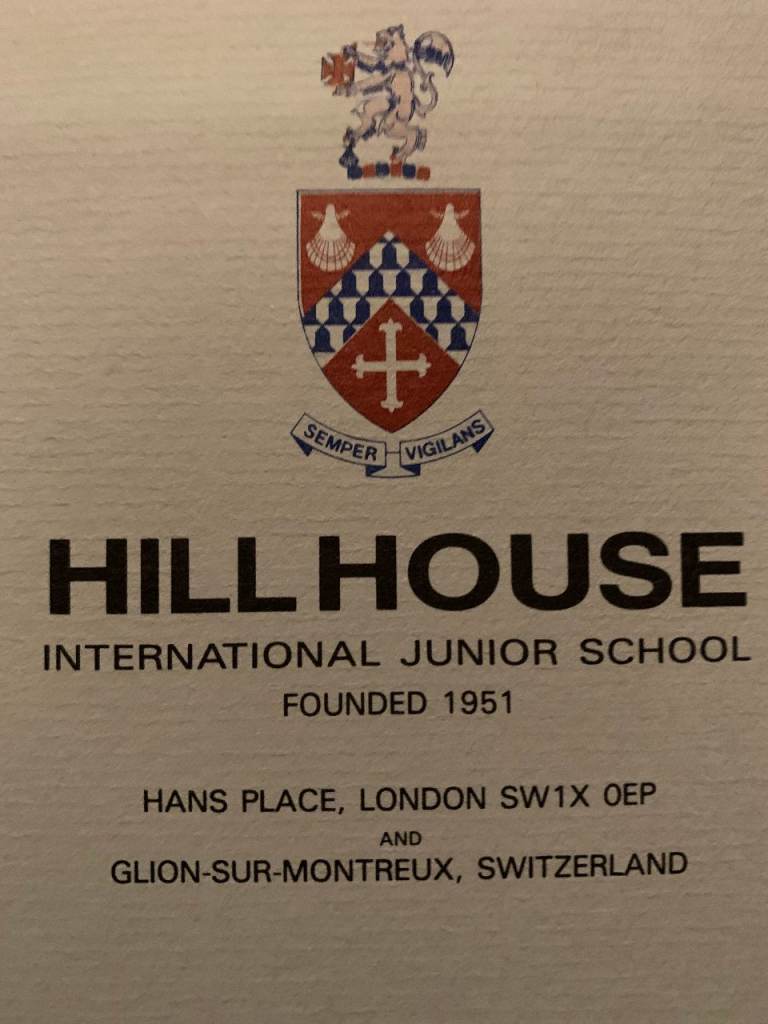 SEMPER VIGILANS
HILL HOUSE
INTERNATIONAL JUNIOR SCHOOL
FOUNDED 1951
HANS PLACE, LONDON SW1X 0EP
AND
GLION-SUR-MONTREUX, SWITZERLAND